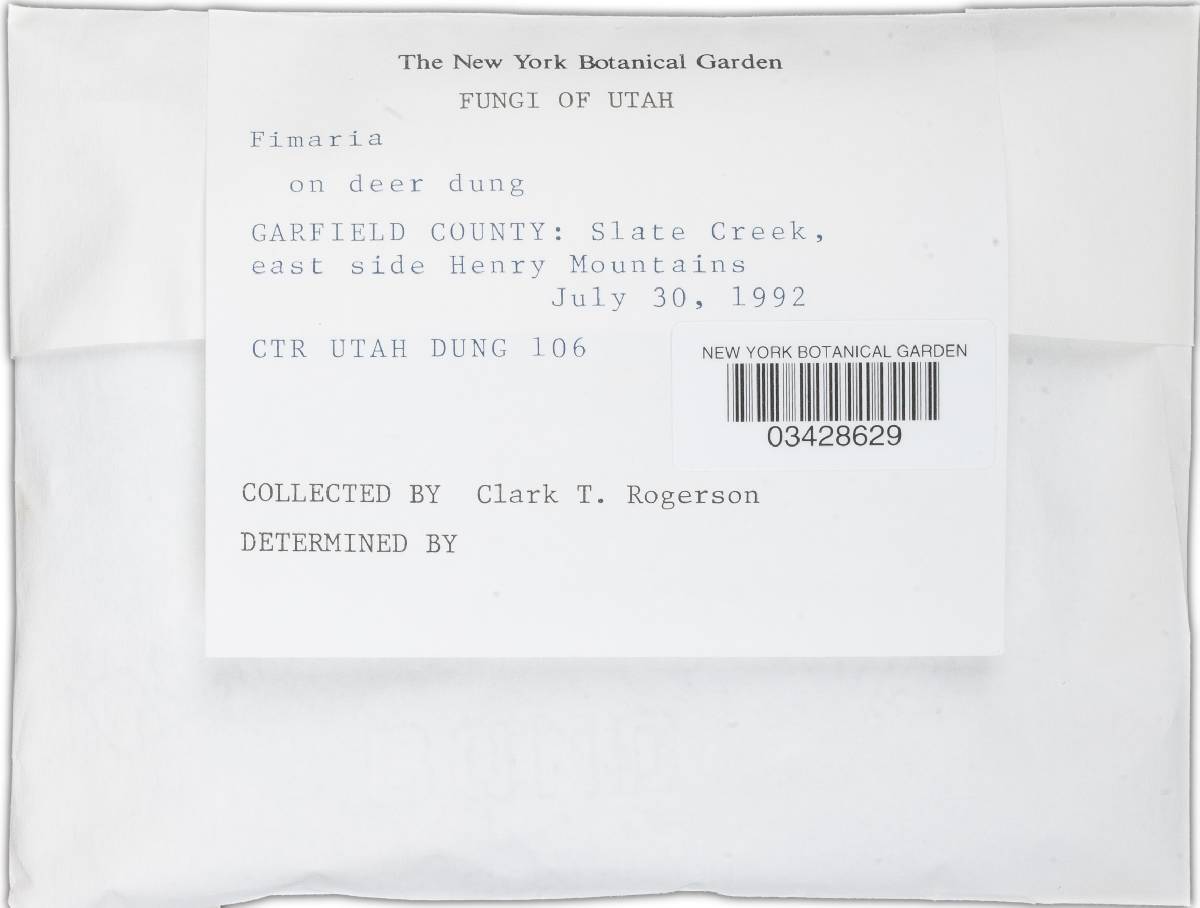 The New York Botanical Garden
FUNGI OF UTAH
Fimaria
on deer dung
GARFIELD COUNTY: Slate Creek,
east side Henry Mountains
July 30, 1992
CTR UTAH DUNG 106
NEW YORK BOTANICAL GARDEN
03428629
COLLECTED BY Clark T. Rogerson
DETERMINED BY